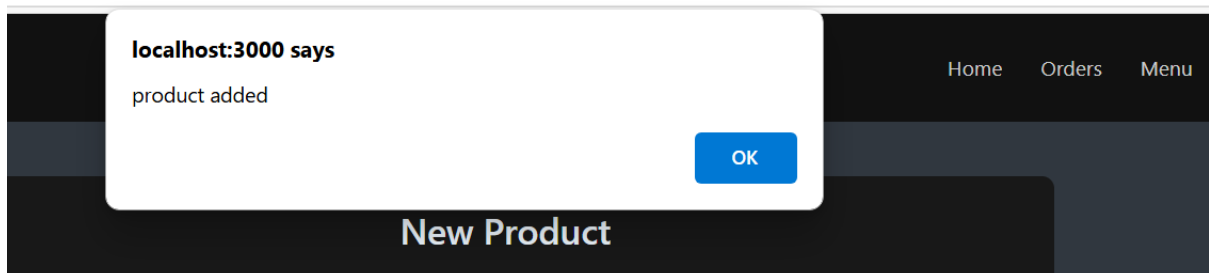 localhost:3000 says
product added
OK
Home Orders Menu
New Product